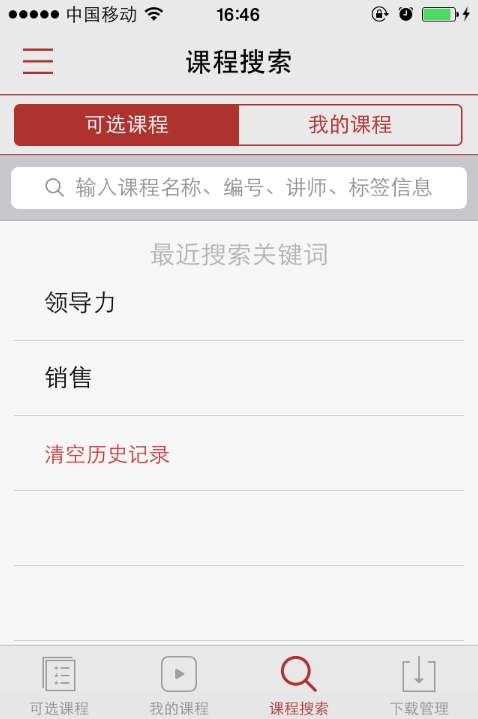 中国移动 16:46
课程搜索
可选课程 我的课程
输入课程名称、编号、讲师、标签信息
最近搜索关键词
领导力
销售
清空历史记录
可选课程 我的课程 课程搜索 下载管理